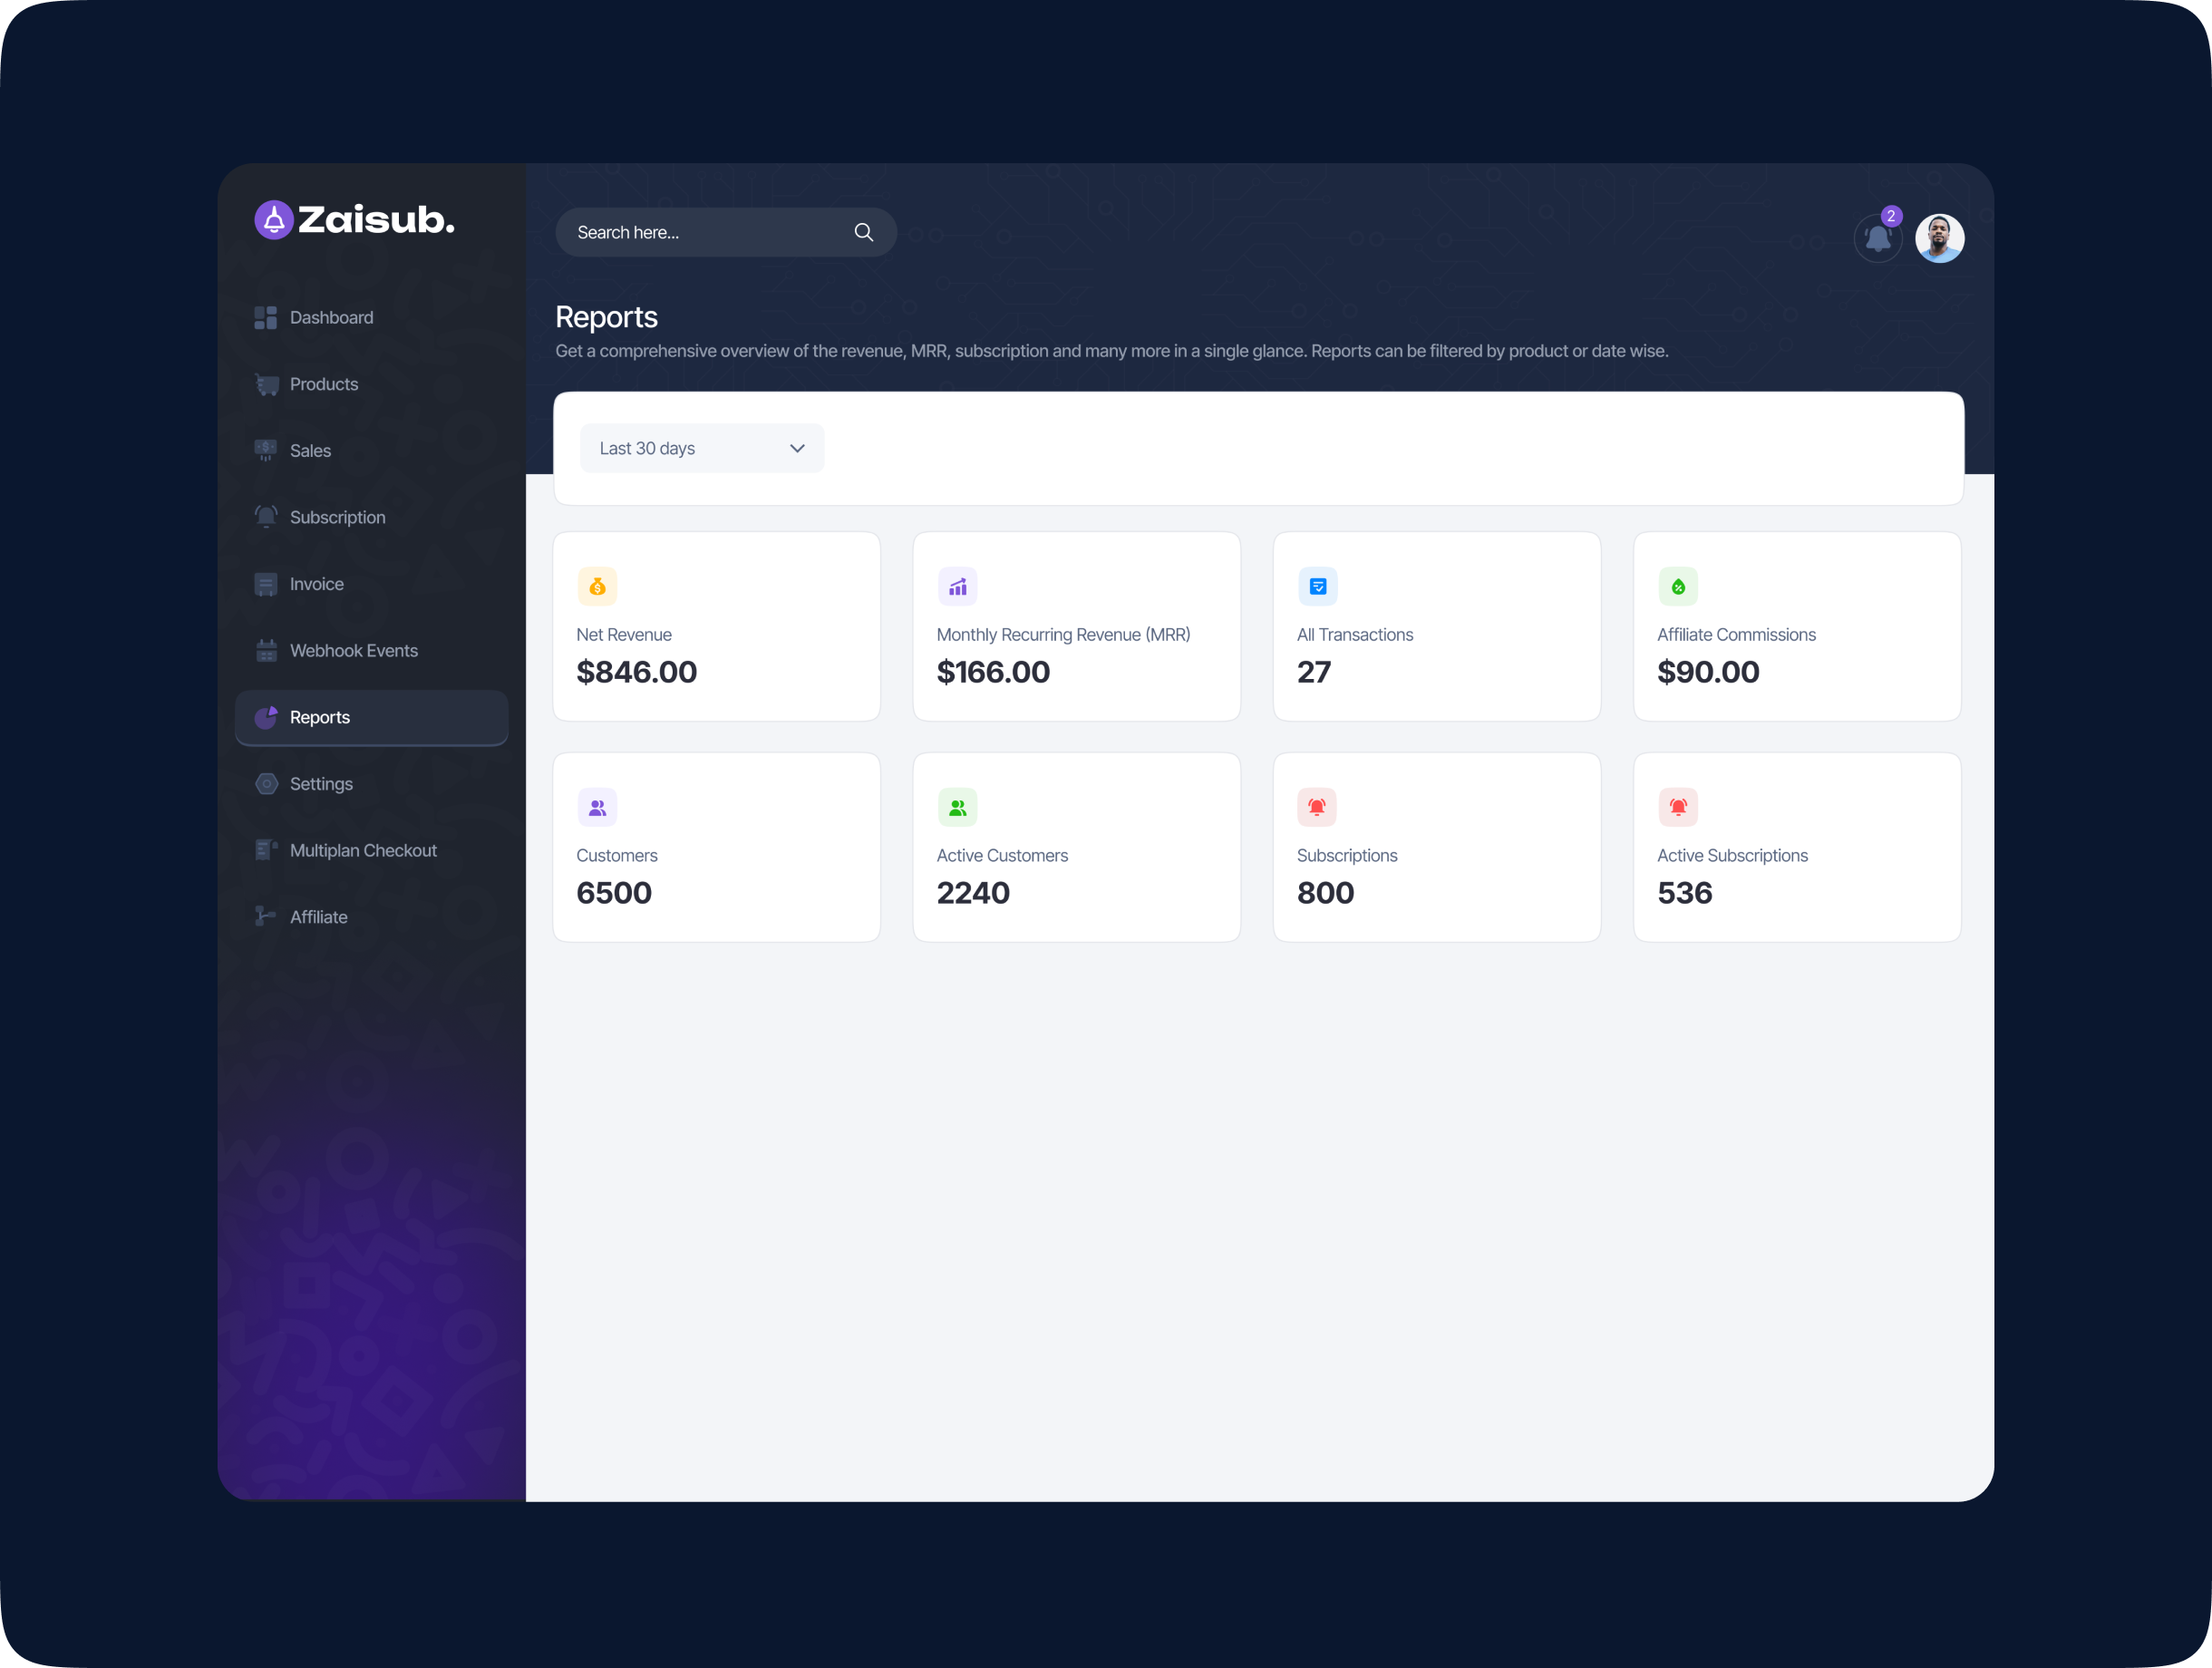 Zaisub.
Dashboard
Products
Sales
Subscription
Invoice
Webhook Events
Reports
Settings
Multiplan Checkout
Affiliate
Search here...
2
Reports
Get a comprehensive overview of the revenue, MRR, subscription and many more in a single glance. Reports can be filtered by product or date wise.
Last 30 days
Net Revenue
$846.00
Monthly Recurring Revenue (MRR)
$166.00
All Transactions
27
Affiliate Commissions
$90.00
Customers
6500
Active Customers
2240
Subscriptions
800
Active Subscriptions
536